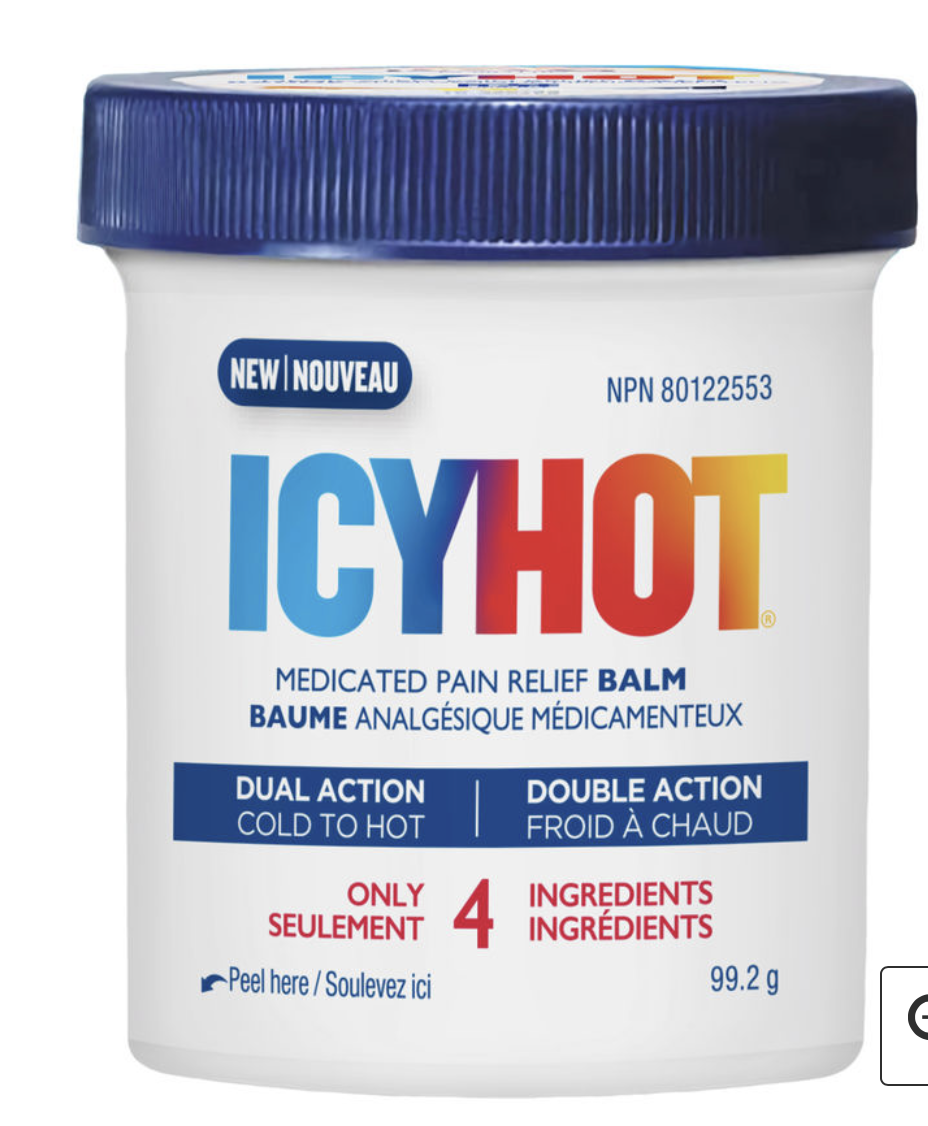 ICYHOT
NEW | NOUVEAU
NPN 80122553
ICYHOT®
MEDICATED PAIN RELIEF BALM
BAUME ANALGÉSIQUE MÉDICAMENTEUX
DUAL ACTION | DOUBLE ACTION
COLD TO HOT | FROID À CHAUD
ONLY 4 INGREDIENTS
SEULEMENT INGRÉDIENTS
Peel here / Soulevez ici 99.2 g